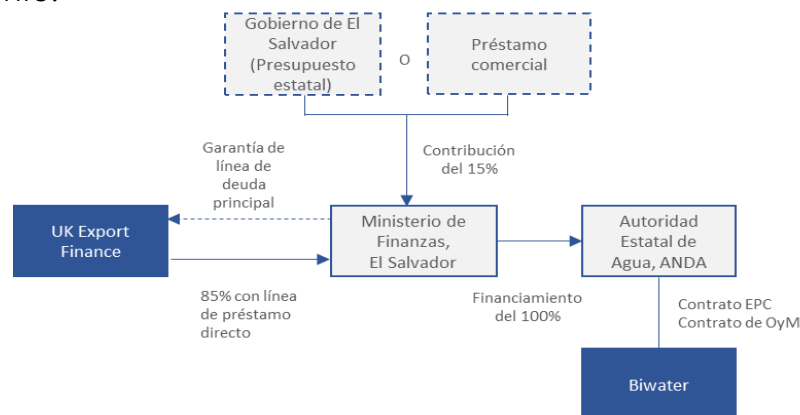 Gobierno de El
Salvador
(Presupuesto
estatal)
O
Préstamo
comercial
Garantía de
línea de
deuda
principal
Contribución
del 15%
UK Export
Finance
Ministerio de
Finanzas,
El Salvador
Autoridad
Estatal de
Agua, ANDA
85% con línea
de préstamo
directo
Financiamiento
del 100%
Contrato EPC
Contrato de OyM
Biwater